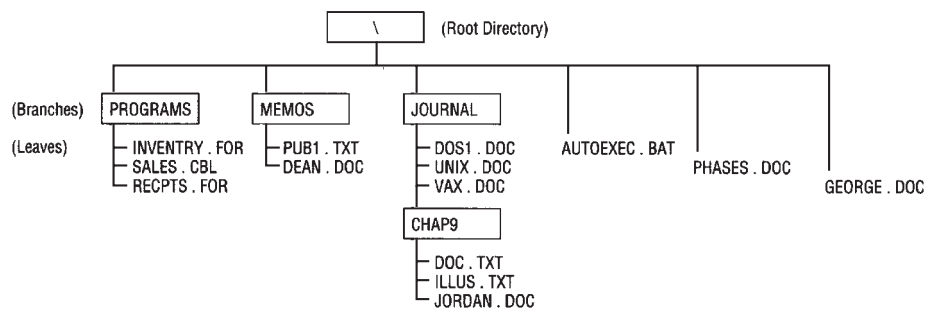 \ (Root Directory)
(Branches) PROGRAMS MEMOS JOURNAL
(Leaves) INVENTRY . FOR PUB1 . TXT DOS1 . DOC AUTOEXEC . BAT
SALES . CBL DEAN . DOC UNIX . DOC PHASES . DOC
RECPTS . FOR VAX . DOC GEORGE . DOC
CHAP9
DOC . TXT
ILLUS . TXT
JORDAN . DOC